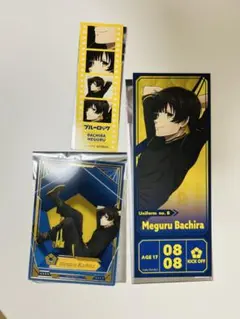 ブルーロック
BACHIRA
MEGURU
Uniform no. 8
Meguru Bachira
AGE 17
08
08
KICK OFF